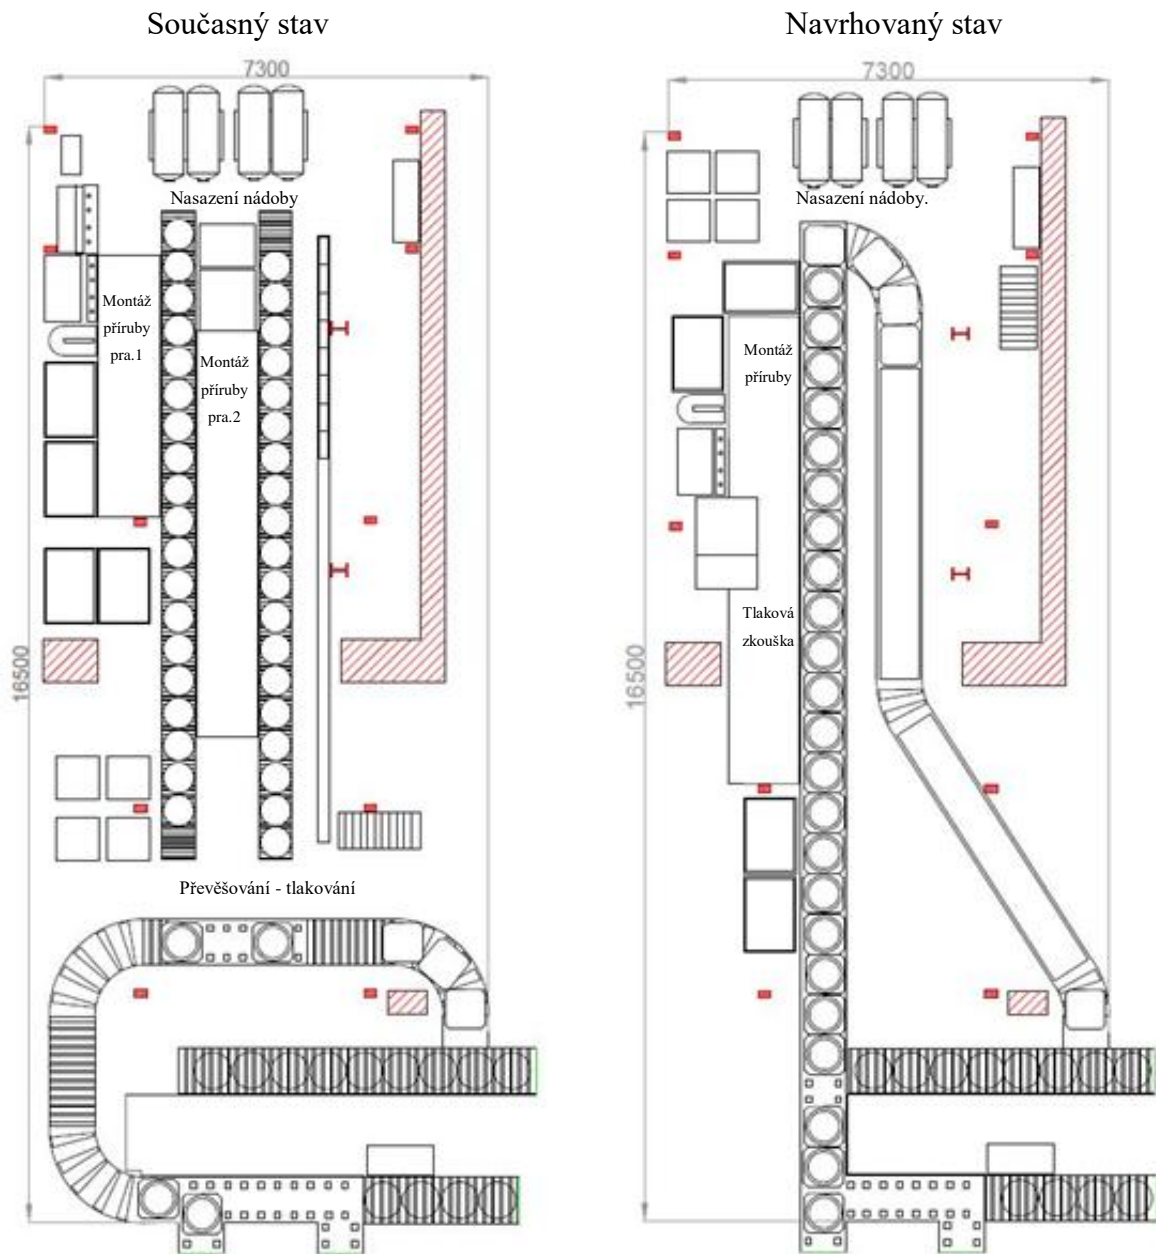 Současný stav
Navrhovaný stav
7300
7300
Nasazení nádoby
Nasazení nádoby.
Montáž
příruby
pra.1
Montáž
příruby
pra.2
Montáž
příruby
Tlaková
zkouška
16500
16500
Převěšování - tlakování